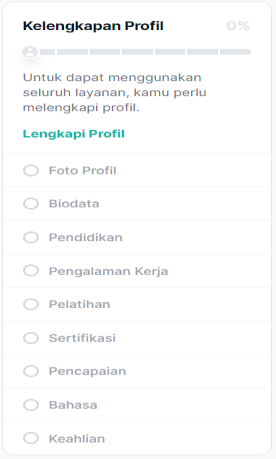 Kelengkapan Profil 0%
Untuk dapat menggunakan
seluruh layanan, kamu perlu
melengkapi profil.
Lengkapi Profil
Foto Profil
Biodata
Pendidikan
Pengalaman Kerja
Pelatihan
Sertifikasi
Pencapaian
Bahasa
Keahlian